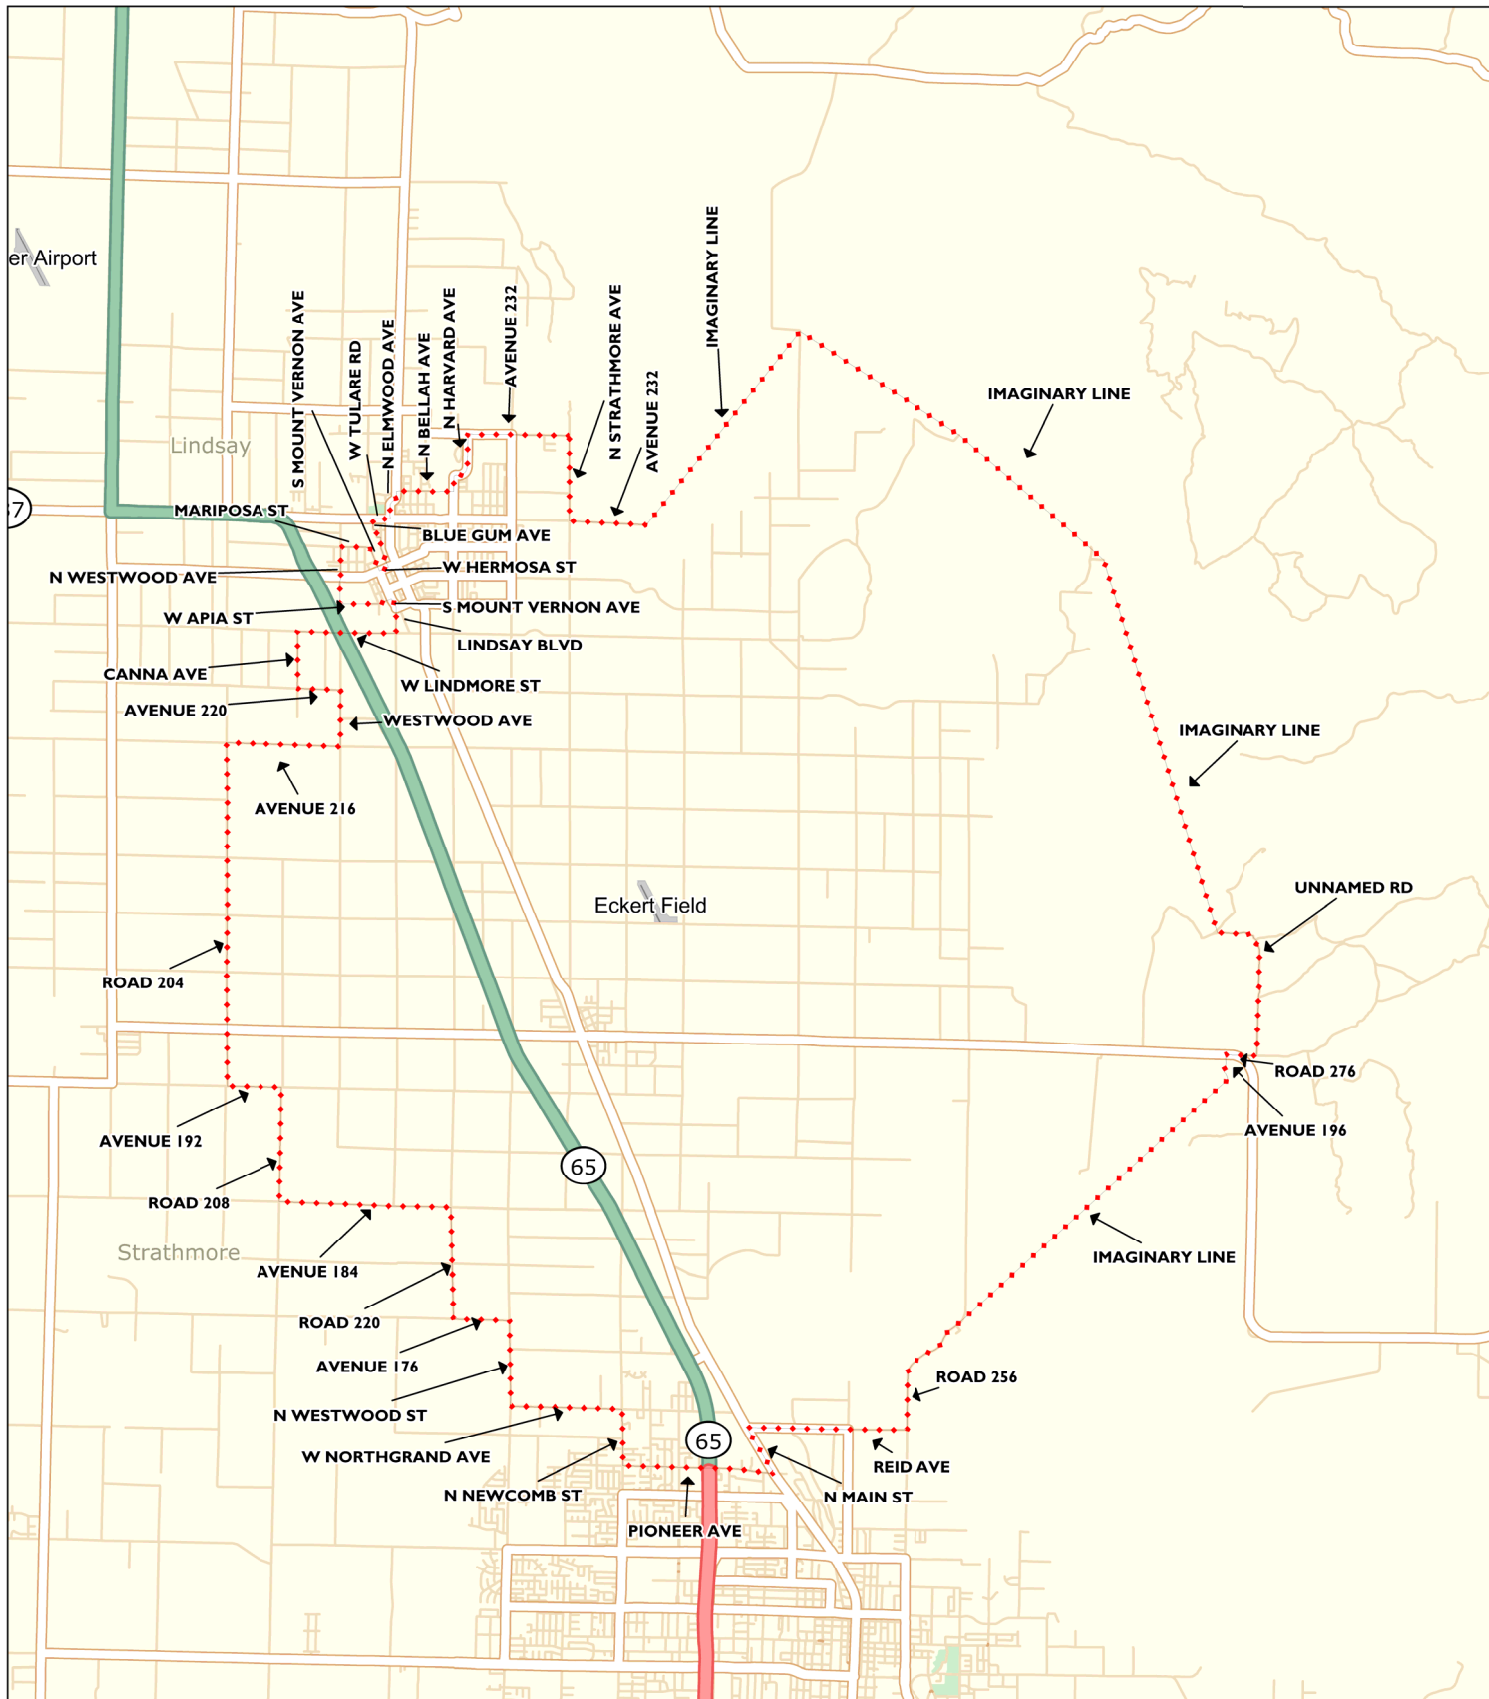 er Airport
IMAGINARY LINE
AVENUE 232
N STRATHMORE AVE
N HARVARD AVE
S MOUNT VERNON AVE
N ELMWOOD AVE
N BELLAH AVE
W TULARE RD
AVENUE 232
IMAGINARY LINE
Lindsay
MARIPOSA ST
BLUE GUM AVE
W HERMOSA ST
N WESTWOOD AVE
S MOUNT VERNON AVE
W APIA ST
LINDSAY BLVD
CANNA AVE
W LINDMORE ST
AVENUE 220
WESTWOOD AVE
IMAGINARY LINE
AVENUE 216
UNNAMED RD
Eckert Field
ROAD 204
ROAD 276
AVENUE 196
AVENUE 192
65
ROAD 208
Strathmore
IMAGINARY LINE
AVENUE 184
ROAD 220
AVENUE 176
ROAD 256
N WESTWOOD ST
65
W NORTHGRAND AVE
REID AVE
N NEWCOMB ST
N MAIN ST
PIONEER AVE